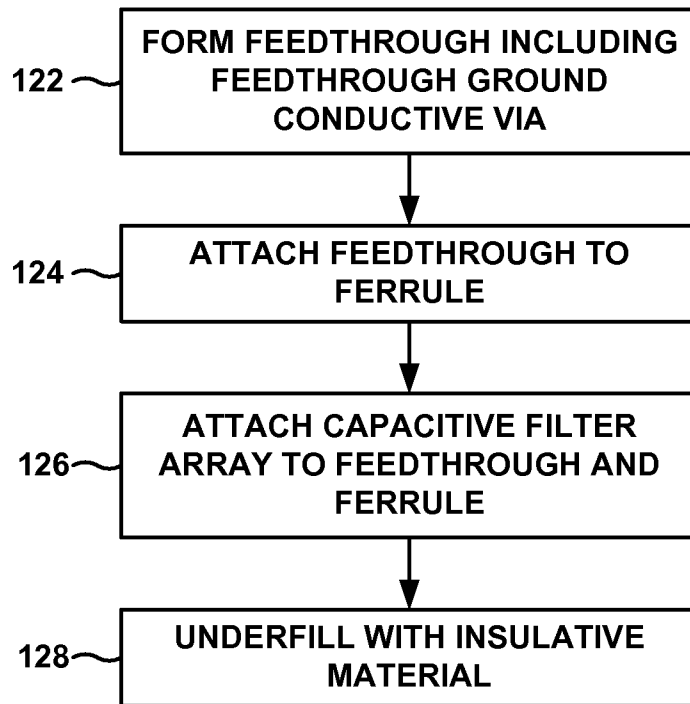 122
FORM FEEDTHROUGH INCLUDING
FEEDTHROUGH GROUND
CONDUCTIVE VIA
124
ATTACH FEEDTHROUGH TO
FERRULE
126
ATTACH CAPACITIVE FILTER
ARRAY TO FEEDTHROUGH AND
FERRULE
128
UNDERFILL WITH INSULATIVE
MATERIAL